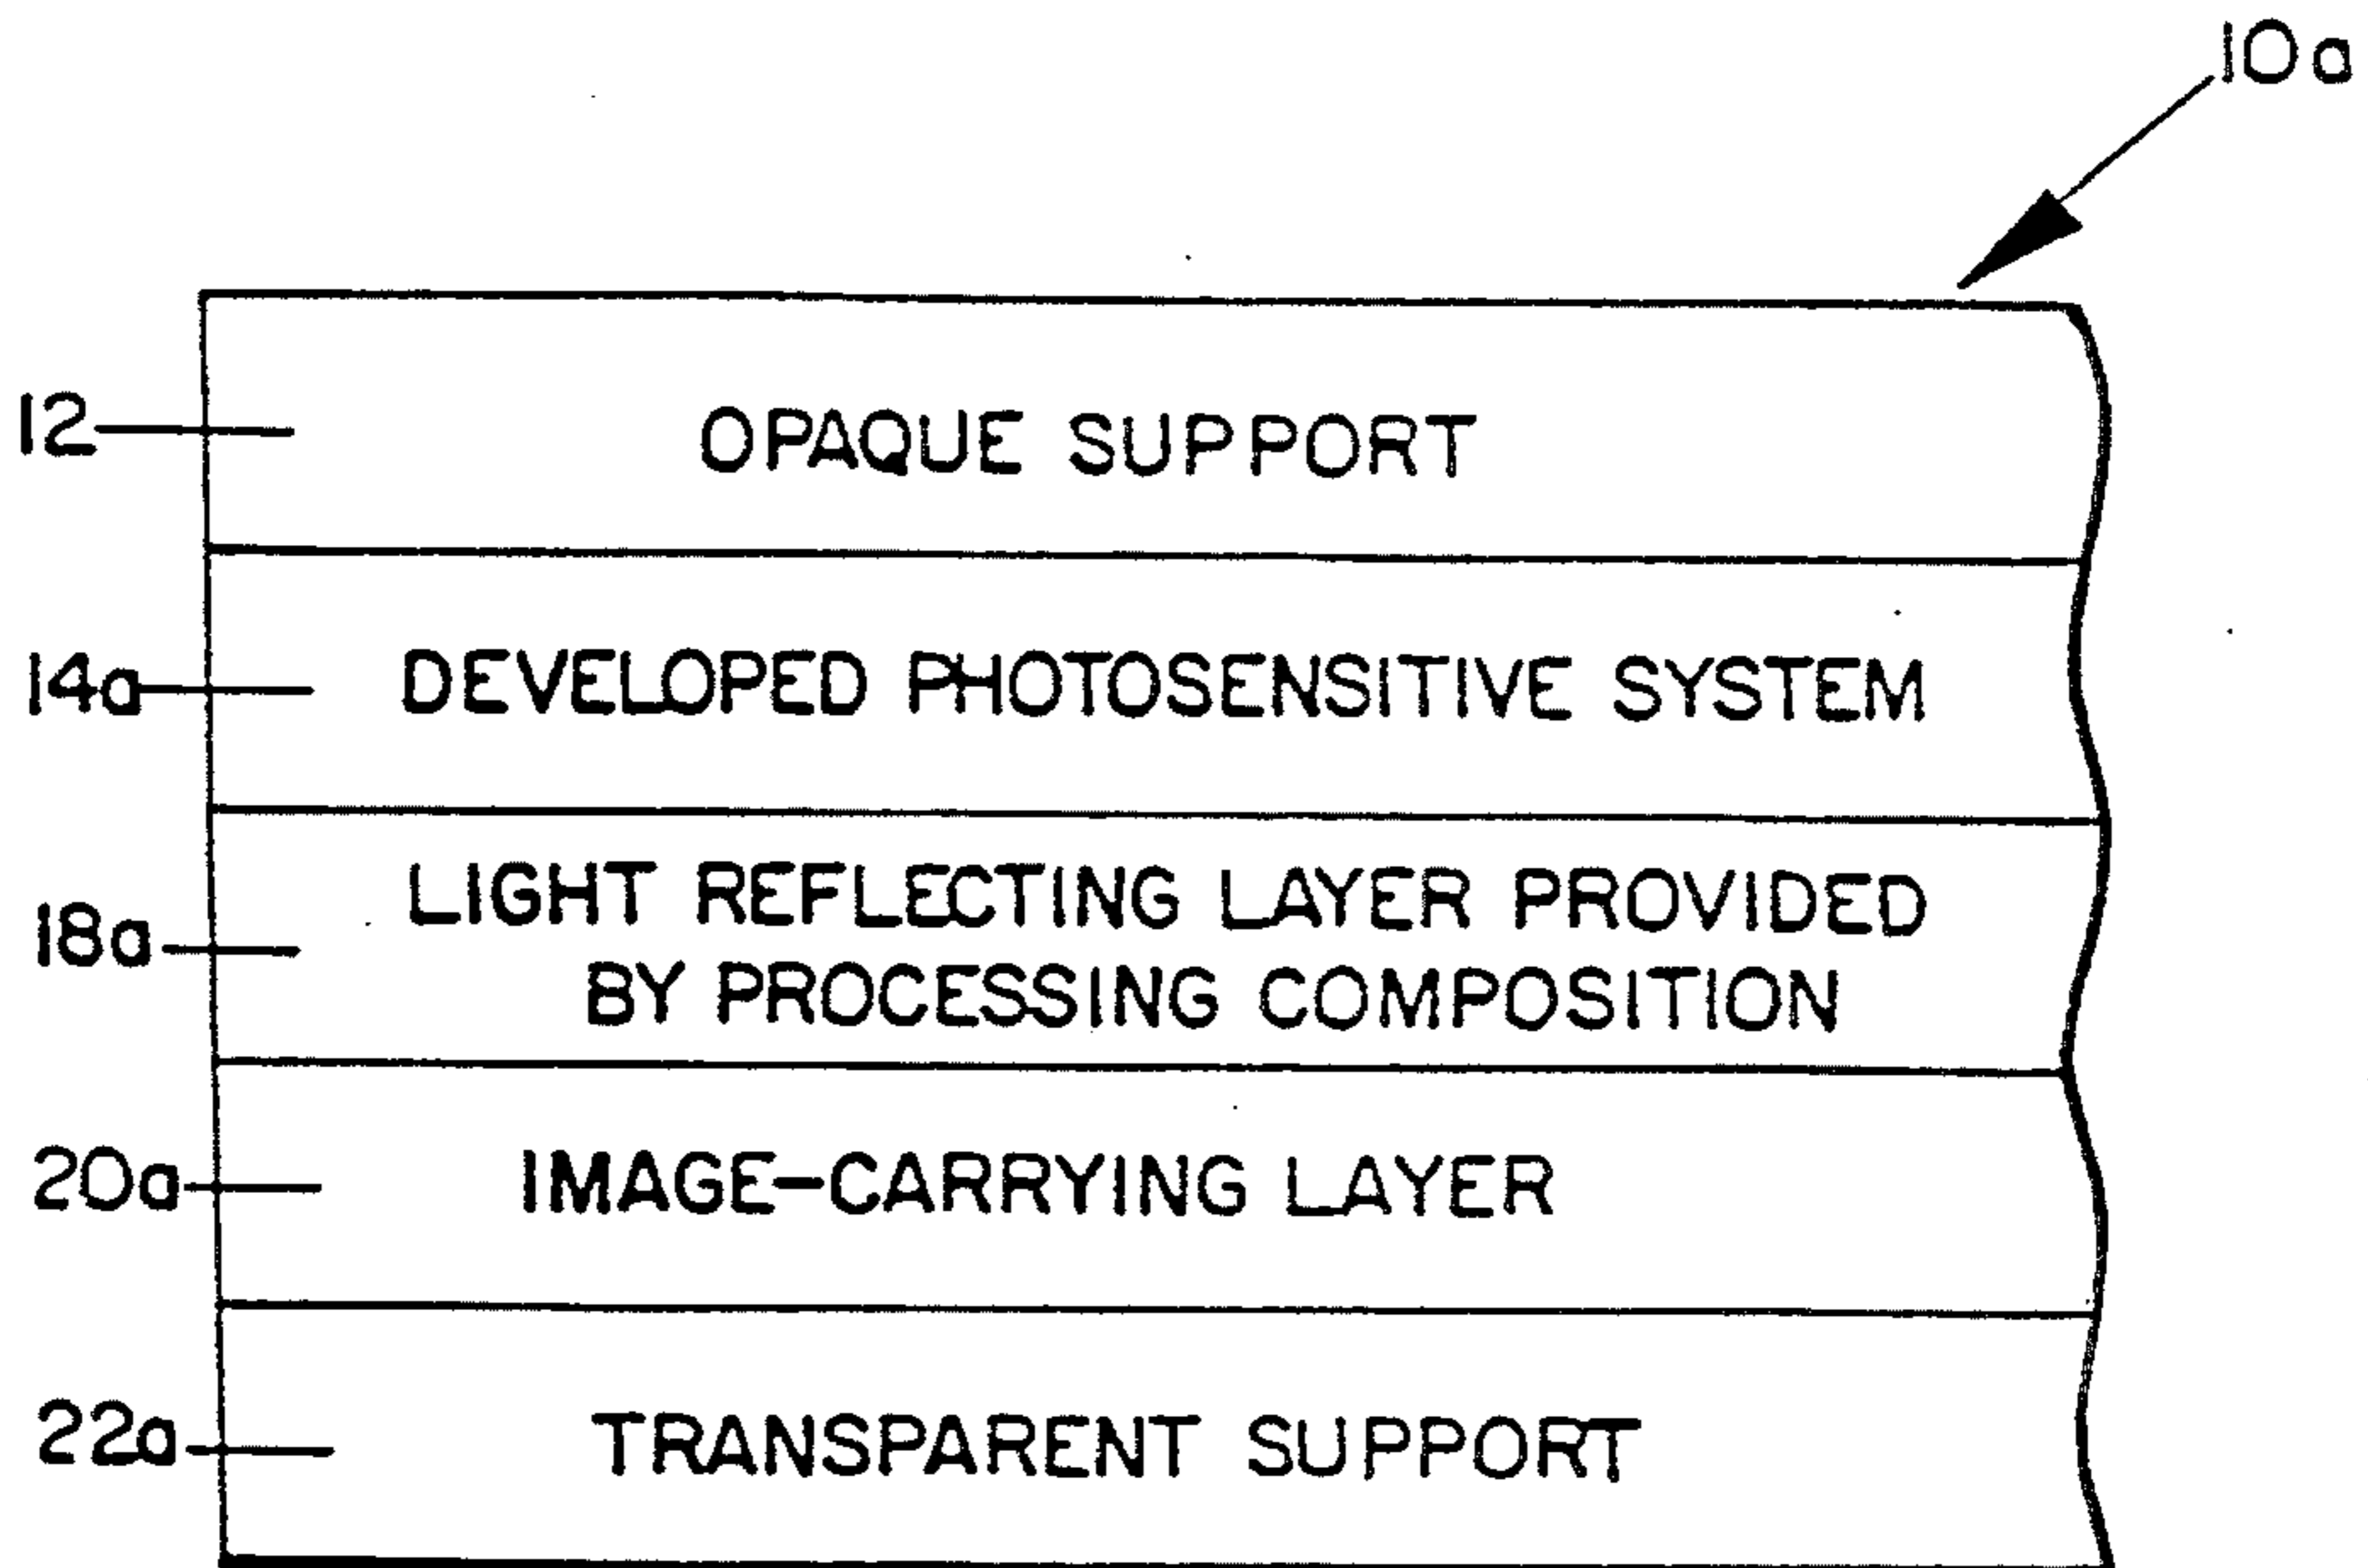 10a
12
OPAQUE SUPPORT
14a
DEVELOPED PHOTOSENSITIVE SYSTEM
18a
LIGHT REFLECTING LAYER PROVIDED
BY PROCESSING COMPOSITION
20a
IMAGE-CARRYING LAYER
22a
TRANSPARENT SUPPORT